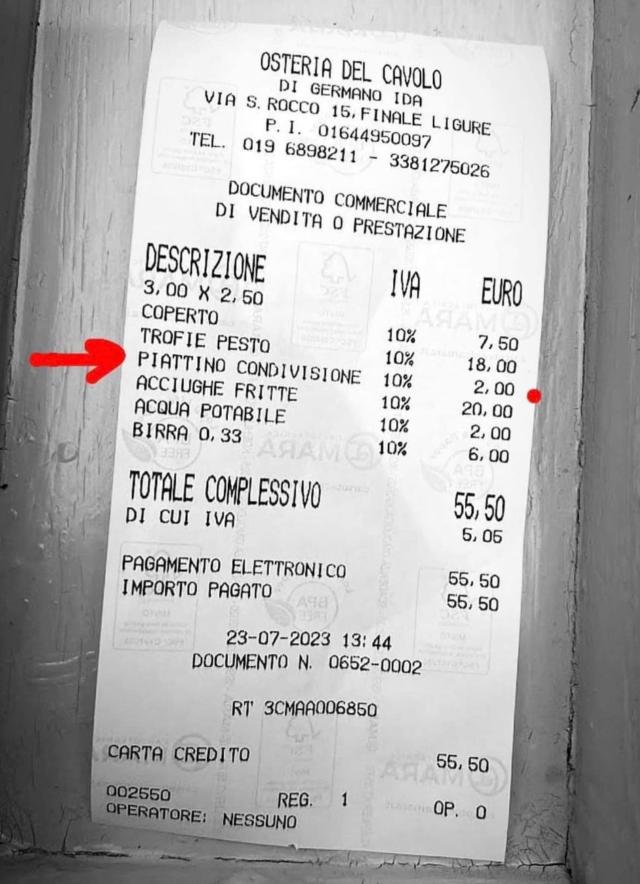 OSTERIA DEL CAVOLO
DI GERMANO IDA
VIA S. ROCCO 15, FINALE LIGURE
P. I. 01644950097
TEL. 019 6898211 - 3381275026
DOCUMENTO COMMERCIALE
DI VENDITA O PRESTAZIONE
DESCRIZIONE IVA EURO
3,00 X 2,50
COPERTO 10% 7,50
TROFIE PESTO 10% 18,00
PIATTINO CONDIVISIONE 10% 2,00
ACCIUGHE FRITTE 10% 20,00
ACQUA POTABILE 10% 2,00
BIRRA 0,33 10% 6,00
TOTALE COMPLESSIVO 55,50
DI CUI IVA 5,05
PAGAMENTO ELETTRONICO 55,50
IMPORTO PAGATO 55,50
23-07-2023 13:44
DOCUMENTO N. 0652-0002
RT 3CMAA006850
CARTA CREDITO 55,50
002550 REG. 1 OP. 0
OPERATORE: NESSUNO